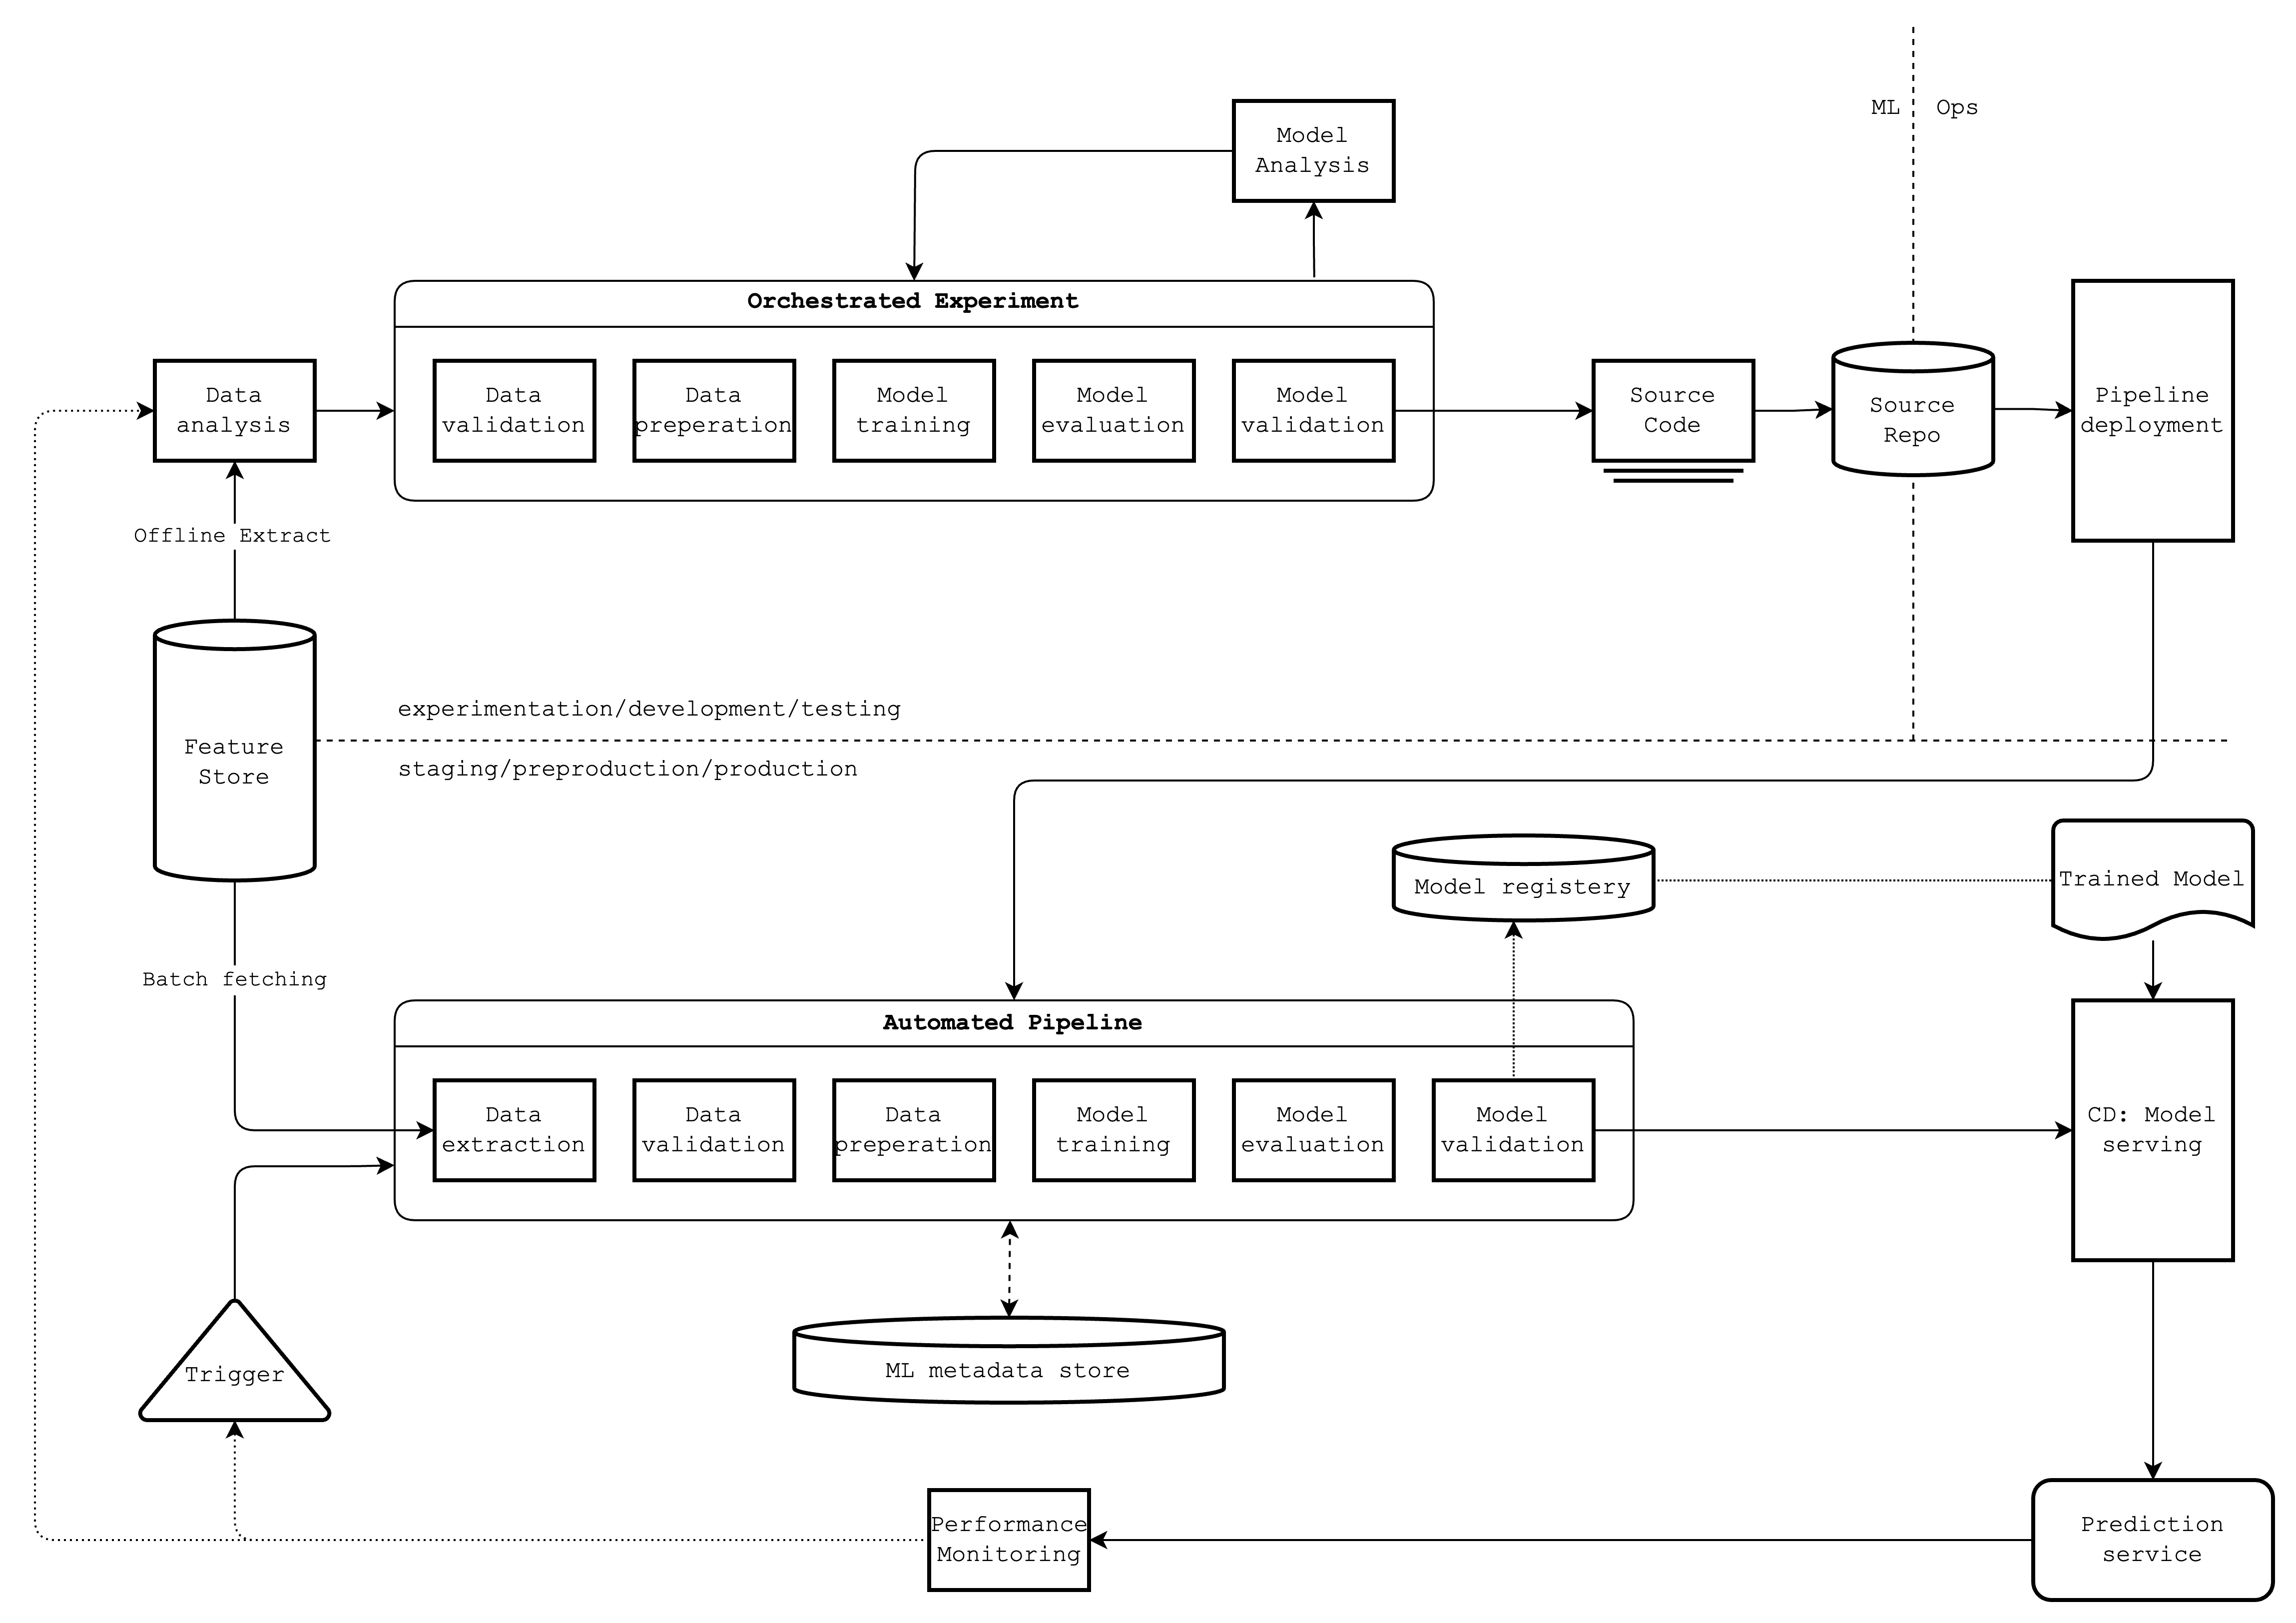 ML
Ops
Model
Analysis
Orchestrated Experiment
Data
analysis
Data
validation
Data
preperation
Model
training
Model
evaluation
Model
validation
Source
Code
Source
Repo
Pipeline
deployment
Offline Extract
experimentation/development/testing
Feature
Store
staging/preproduction/production
Model registery
Trained Model
Batch fetching
Automated Pipeline
Data
extraction
Data
validation
Data
preperation
Model
training
Model
evaluation
Model
validation
CD: Model
serving
Trigger
ML metadata store
Performance
Monitoring
Prediction
service